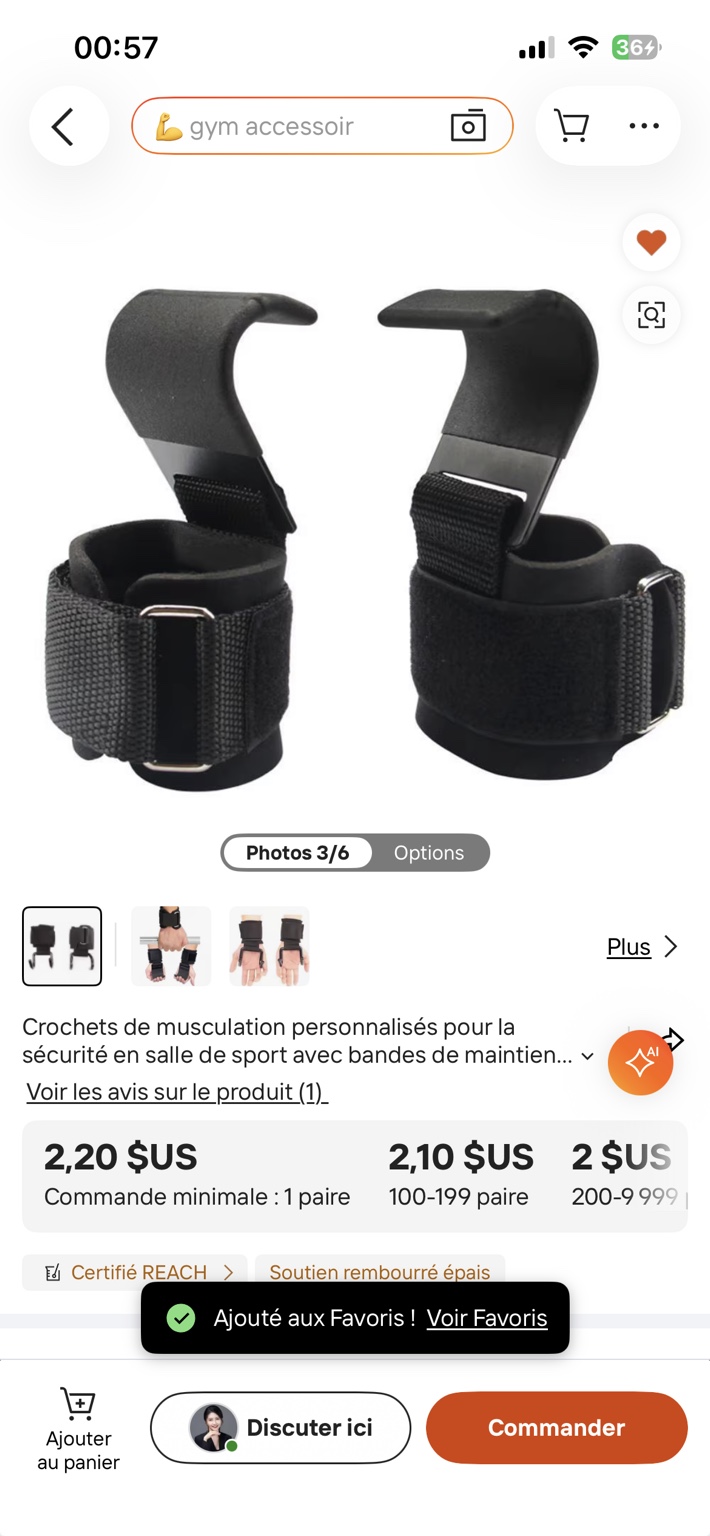 00:57
36
💪 gym accessoir
Photos 3/6
Options
Plus
Crochets de musculation personnalisés pour la
sécurité en salle de sport avec bandes de maintien...
AI
Voir les avis sur le produit (1)
2,20 $US
2,10 $US
2 $US
Commande minimale : 1 paire
100-199 paire
200-9 999
Certifié REACH
Soutien rembourré épais
Ajouté aux Favoris ! Voir Favoris
Ajouter
au panier
Discuter ici
Commander